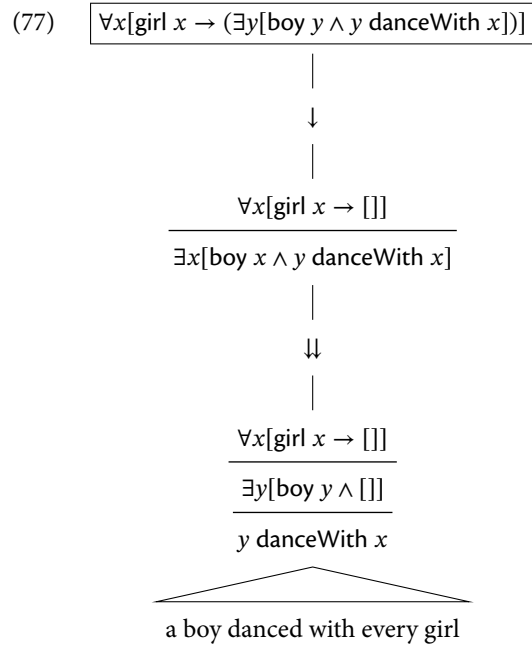 (77) ∀x[girl x → (∃y[boy y ∧ y danceWith x])]
↓
∀x[girl x → []]
∃x[boy x ∧ y danceWith x]
⇊
∀x[girl x → []]
∃y[boy y ∧ []]
y danceWith x
a boy danced with every girl